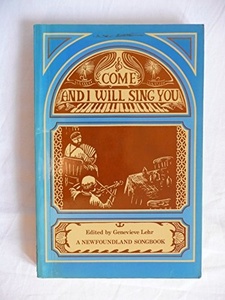 COME
AND I WILL SING YOU
Edited by Genevieve Lehr
A NEWFOUNDLAND SONGBOOK